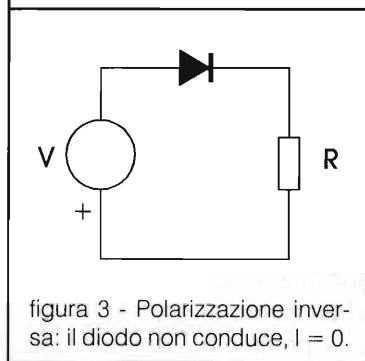 V
+
R
figura 3 - Polarizzazione inver-
sa: il diodo non conduce, I = 0.